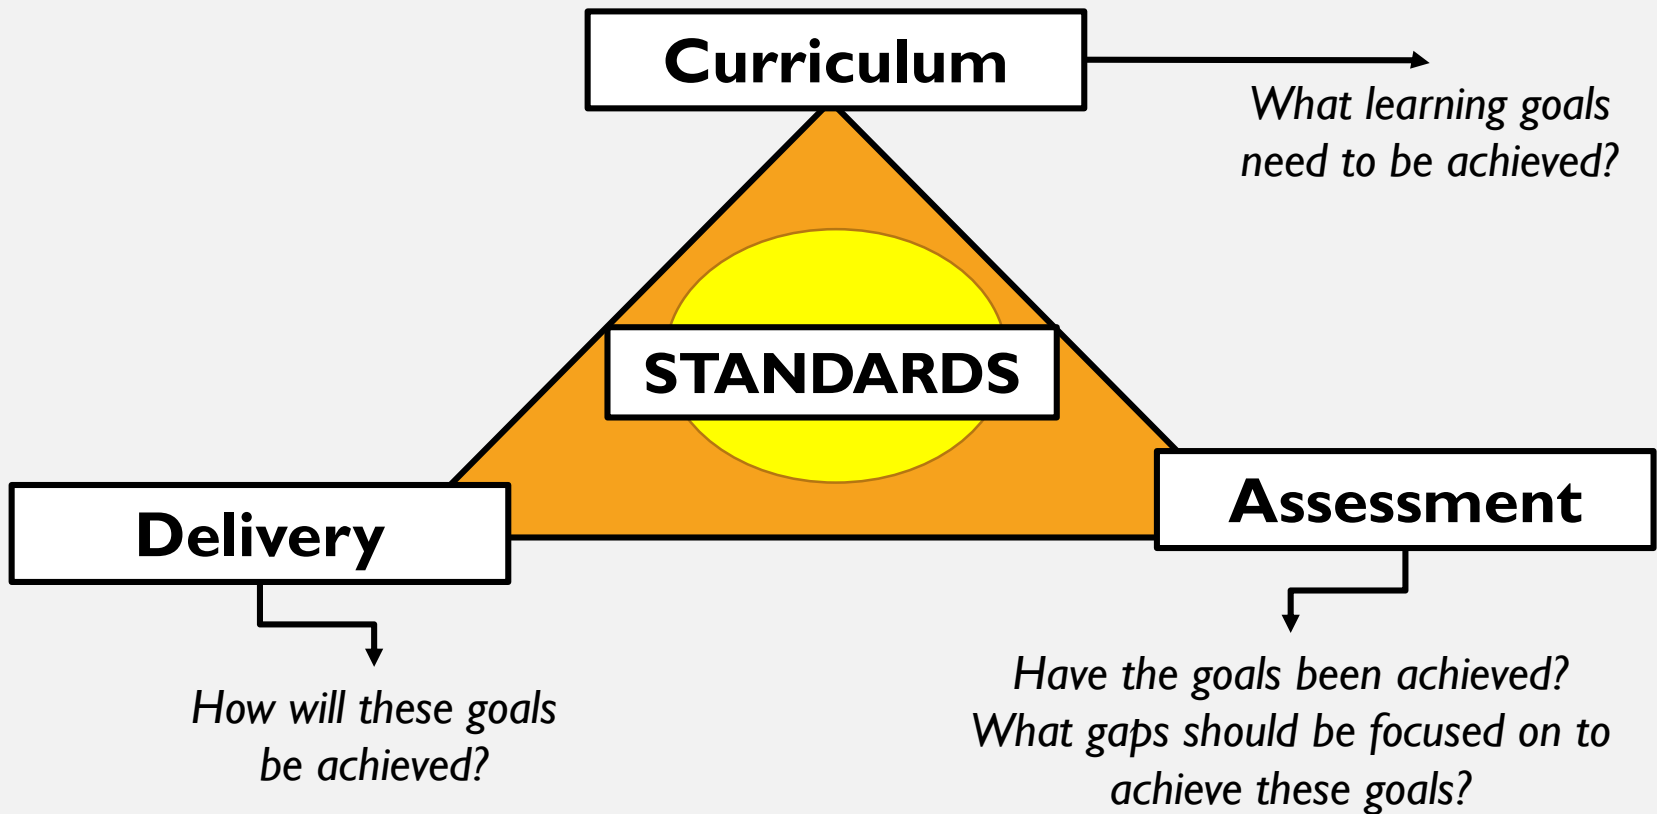 Curriculum
What learning goals
need to be achieved?
STANDARDS
Delivery
Assessment
How will these goals
be achieved?
Have the goals been achieved?
What gaps should be focused on to
achieve these goals?